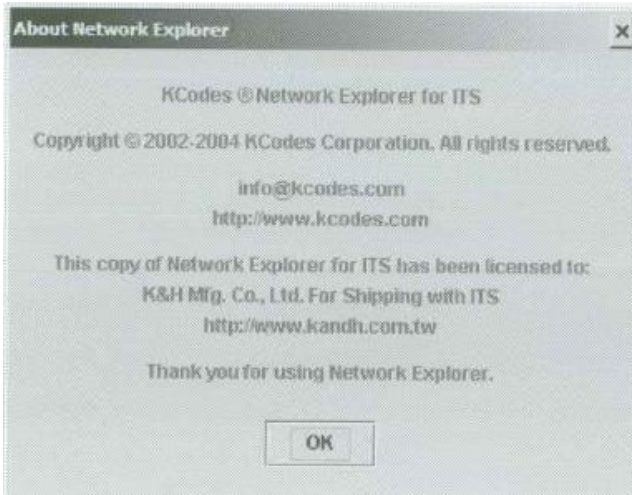 About Network Explorer
KCodes ® Network Explorer for ITS
Copyright © 2002-2004 KCodes Corporation. All rights reserved.
info@kcodes.com
http://www.kcodes.com
This copy of Network Explorer for ITS has been licensed to:
K&H Mfg. Co., Ltd. For Shipping with ITS
http://www.kandh.com.tw
Thank you for using Network Explorer.
OK